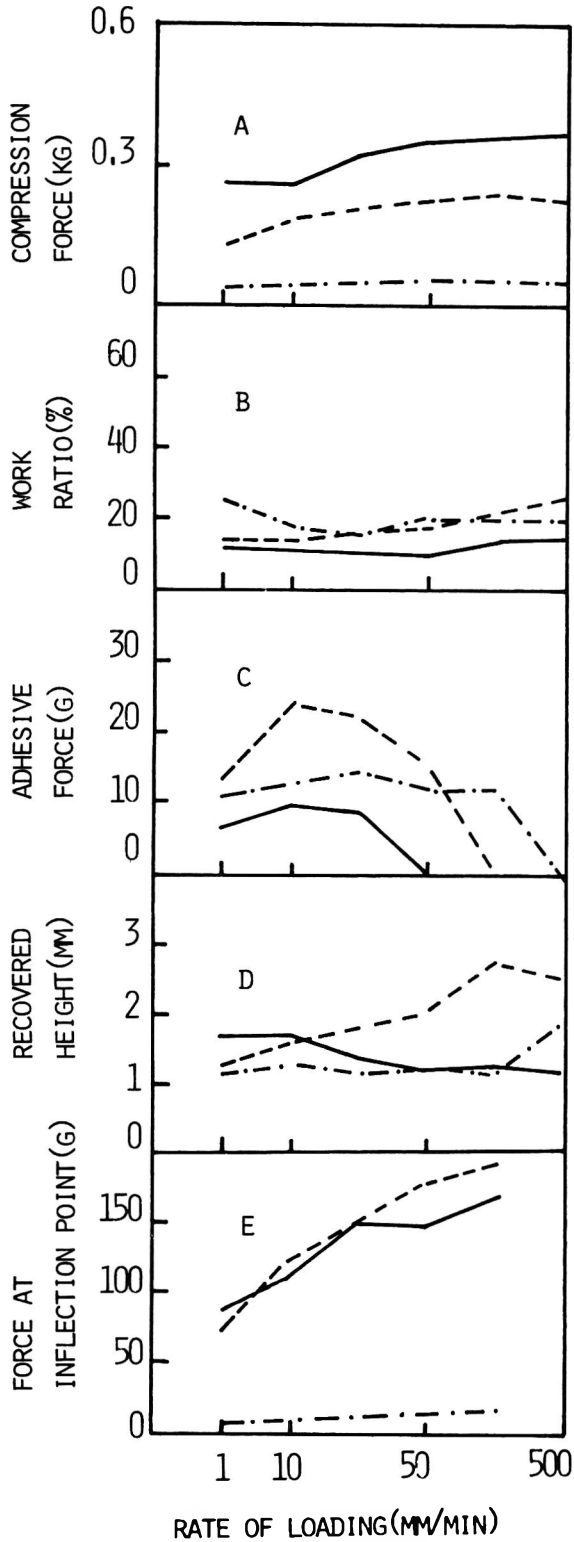 COMPRESSION
FORCE(KG)
0.6
0.3
0
A
WORK
RATIO(%)
60
40
20
0
B
ADHESIVE
FORCE(G)
30
20
10
0
C
RECOVERED
HEIGHT(MM)
3
2
1
0
D
FORCE AT
INFLECTION POINT(G)
150
100
50
0
E
1 10 50 500
RATE OF LOADING(MM/MIN)